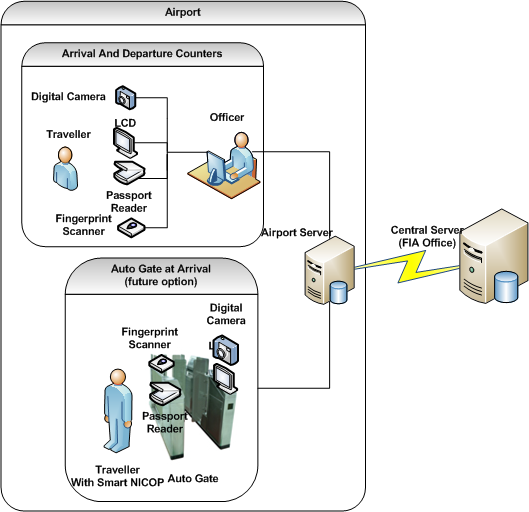 Airport
Arrival And Departure Counters
Digital Camera
LCD
Officer
Traveller
Passport
Reader
Fingerprint
Scanner
Airport Server
Central Server
(FIA Office)
Auto Gate at Arrival
(future option)
Digital
Camera
Fingerprint
Scanner
L
Passport
Reader
Traveller
With Smart NICOP
Auto Gate